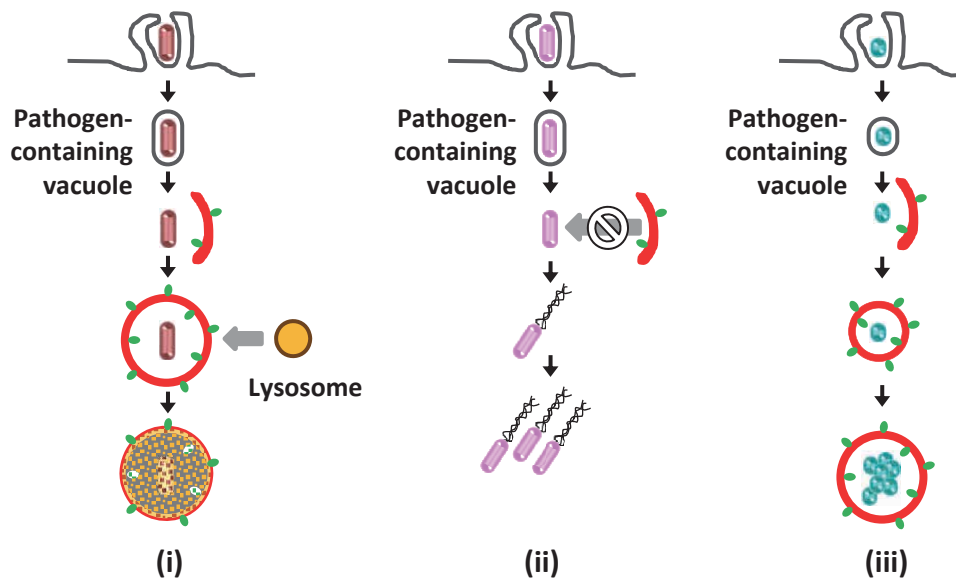 Pathogen-
containing
vacuole
Lysosome
(i)
Pathogen-
containing
vacuole
(ii)
Pathogen-
containing
vacuole
(iii)